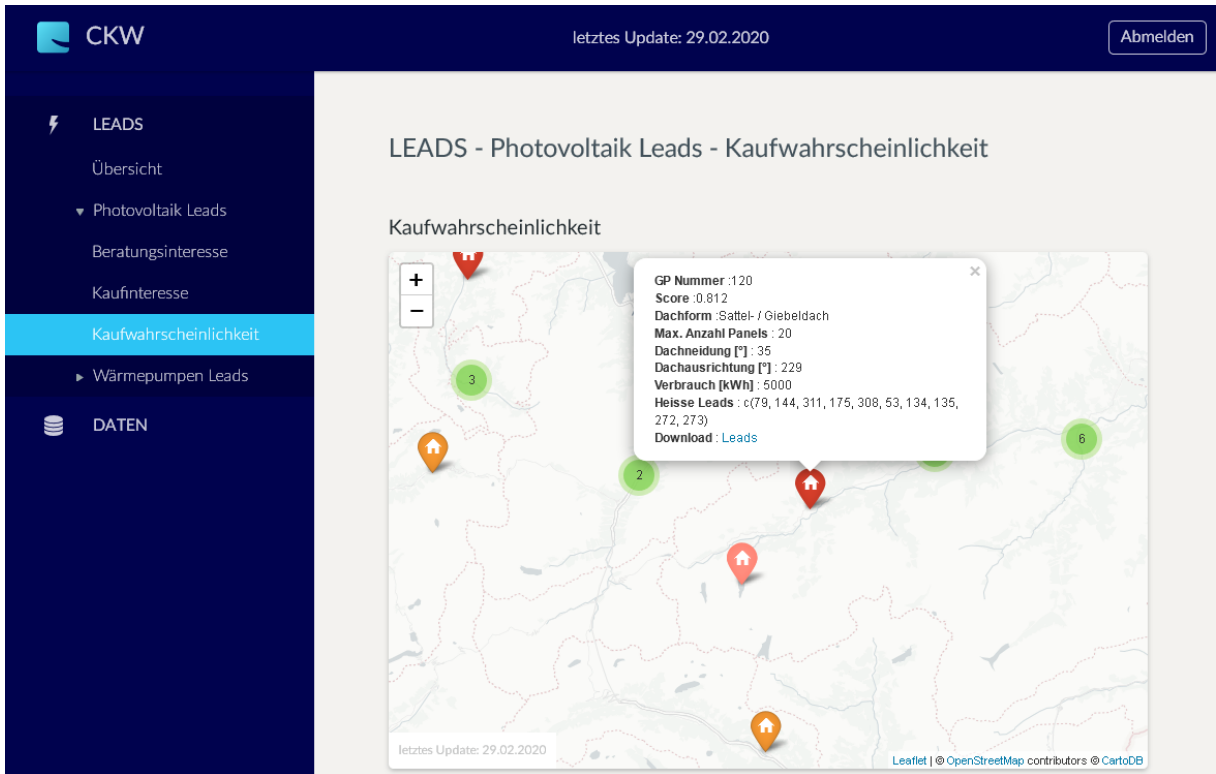 CKW
letztes Update: 29.02.2020
Abmelden
LEADS
Übersicht
Photovoltaik Leads
Beratungsinteresse
Kaufinteresse
Kaufwahrscheinlichkeit
Wärmepumpen Leads
DATEN
LEADS - Photovoltaik Leads - Kaufwahrscheinlichkeit
Kaufwahrscheinlichkeit
+
−
GP Nummer :120
Score :0.812
Dachform :Sattel- / Giebeldach
Max. Anzahl Panels : 20
Dachneidung [°] : 35
Dachausrichtung [°] : 229
Verbrauch [kWh] : 5000
Heisse Leads : c(79, 144, 311, 175, 308, 53, 134, 135,
272, 273)
Download : Leads
×
3
2
6
letztes Update: 29.02.2020
Leaflet | © OpenStreetMap contributors © CartoDB